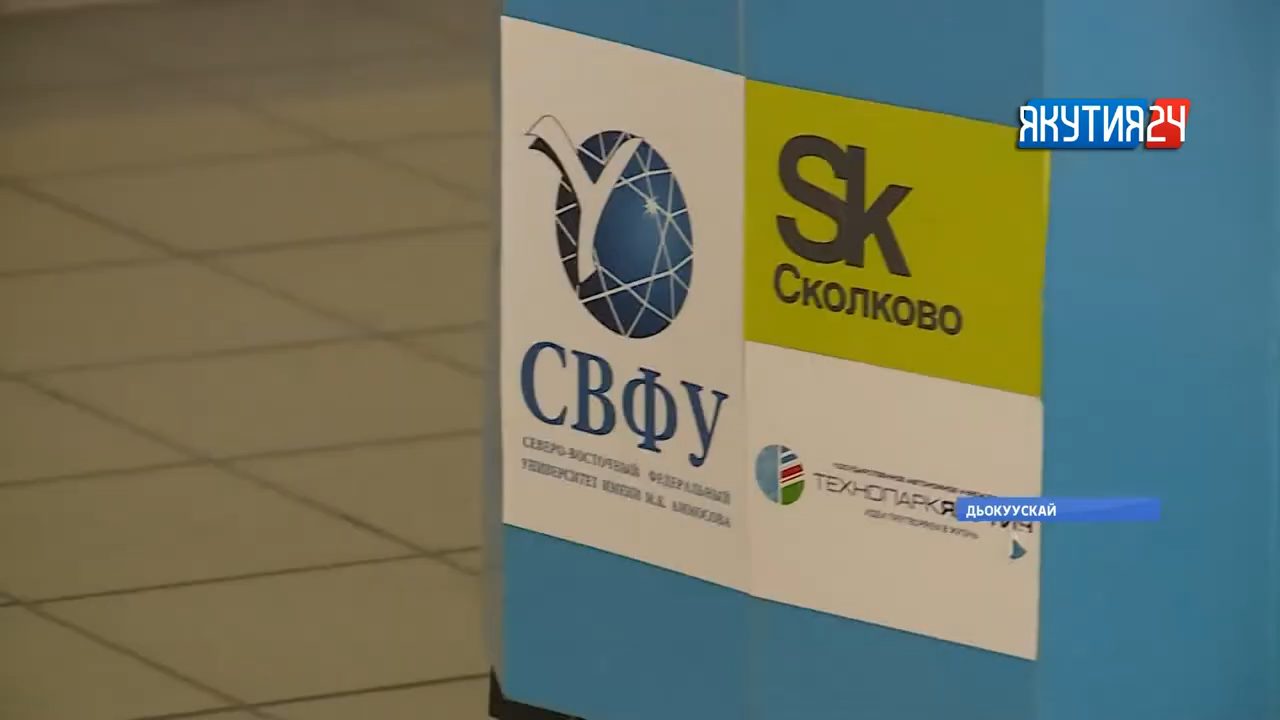 ЯКУТИЯ24
Sk
Сколково
СВФУ
СЕВЕРО-ВОСТОЧНЫЙ ФЕДЕРАЛЬНЫЙ
УНИВЕРСИТЕТ ИМЕНИ М.К. АММОСОВА
ТЕХНОПАРК
ДЬОКУУСКАЙ